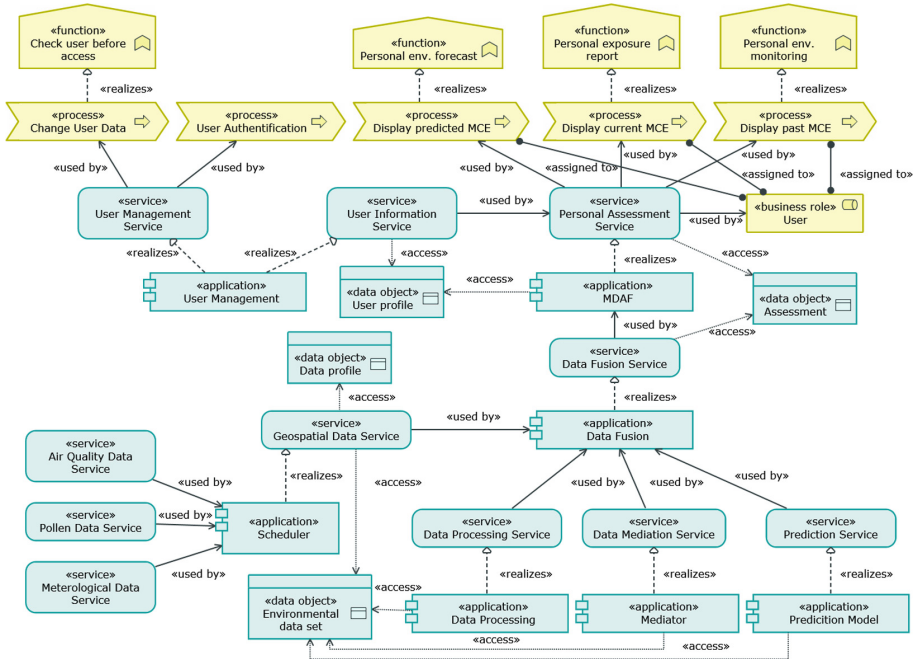 «function»
Check user before
access
«function»
Personal env. forecast
«function»
Personal exposure
report
«function»
Personal env.
monitoring
«realizes»
«realizes»
«realizes»
«realizes»
«process»
Change User Data
«process»
User Authentification
«process»
Display predicted MCE
«process»
Display current MCE
«process»
Display past MCE
«used by»
«used by»
«used by»
«assigned to»
«used by»
«used by»
«assigned to»
«assigned to»
«service»
User Management
Service
«service»
User Information
Service
«used by»
«service»
Personal Assessment
Service
«used by»
«business role»
User
«realizes»
«realizes»
«access»
«realizes»
«access»
«application»
User Management
«data object»
User profile
«access»
«application»
MDAF
«data object»
Assessment
«used by»
«access»
«data object»
Data profile
«service»
Data Fusion Service
«access»
«realizes»
«service»
Geospatial Data Service
«used by»
«application»
Data Fusion
«service»
Air Quality Data
Service
«used by»
«realizes»
«access»
«used by»
«used by»
«used by»
«service»
Pollen Data Service
«used by»
«application»
Scheduler
«service»
Data Processing Service
«service»
Data Mediation Service
«service»
Prediction Service
«service»
Meterological Data
Service
«used by»
«realizes»
«realizes»
«realizes»
«data object»
Environmental
data set
«access»
«application»
Data Processing
«application»
Mediator
«application»
Predicition Model
«access»
«access»